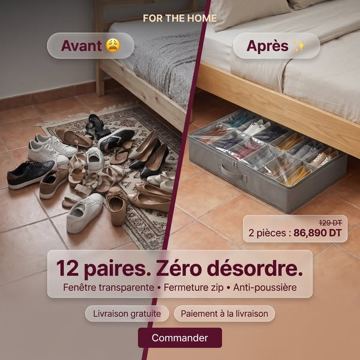 FOR THE HOME
Avant 😩
Après ✨
129 DT
2 pièces : 86,890 DT
12 paires. Zéro désordre.
Fenêtre transparente • Fermeture zip • Anti-poussière
Livraison gratuite
Paiement à la livraison
Commander